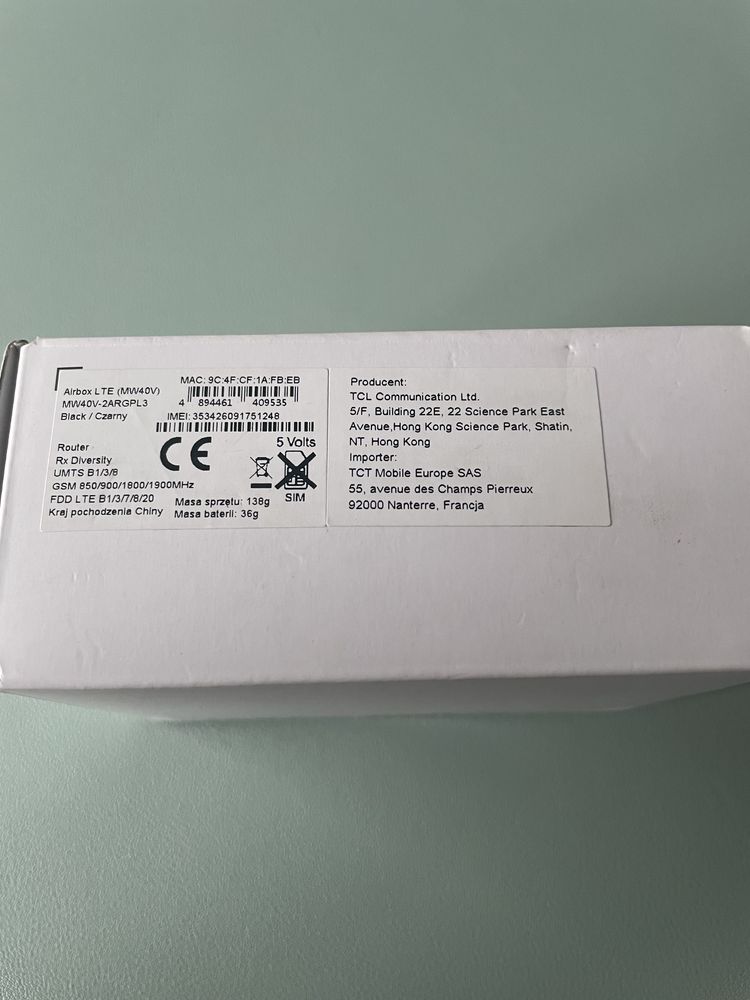 Airbox LTE (MW40V)
MW40V-2ARGPL3
Black / Czarny
MAC: 9C:4F:CF:1A:FB:EB
4 894461 409535
IMEI: 353426091751248
Router
Rx Diversity
UMTS B1/3/8
GSM 850/900/1800/1900MHz
FDD LTE B1/3/7/8/20
Kraj pochodzenia Chiny
CE
5 Volts
SIM
Masa sprzętu: 138g
Masa baterii: 36g
Producent:
TCL Communication Ltd.
5/F, Building 22E, 22 Science Park East
Avenue,Hong Kong Science Park, Shatin,
NT, Hong Kong
Importer:
TCT Mobile Europe SAS
55, avenue des Champs Pierreux
92000 Nanterre, Francja